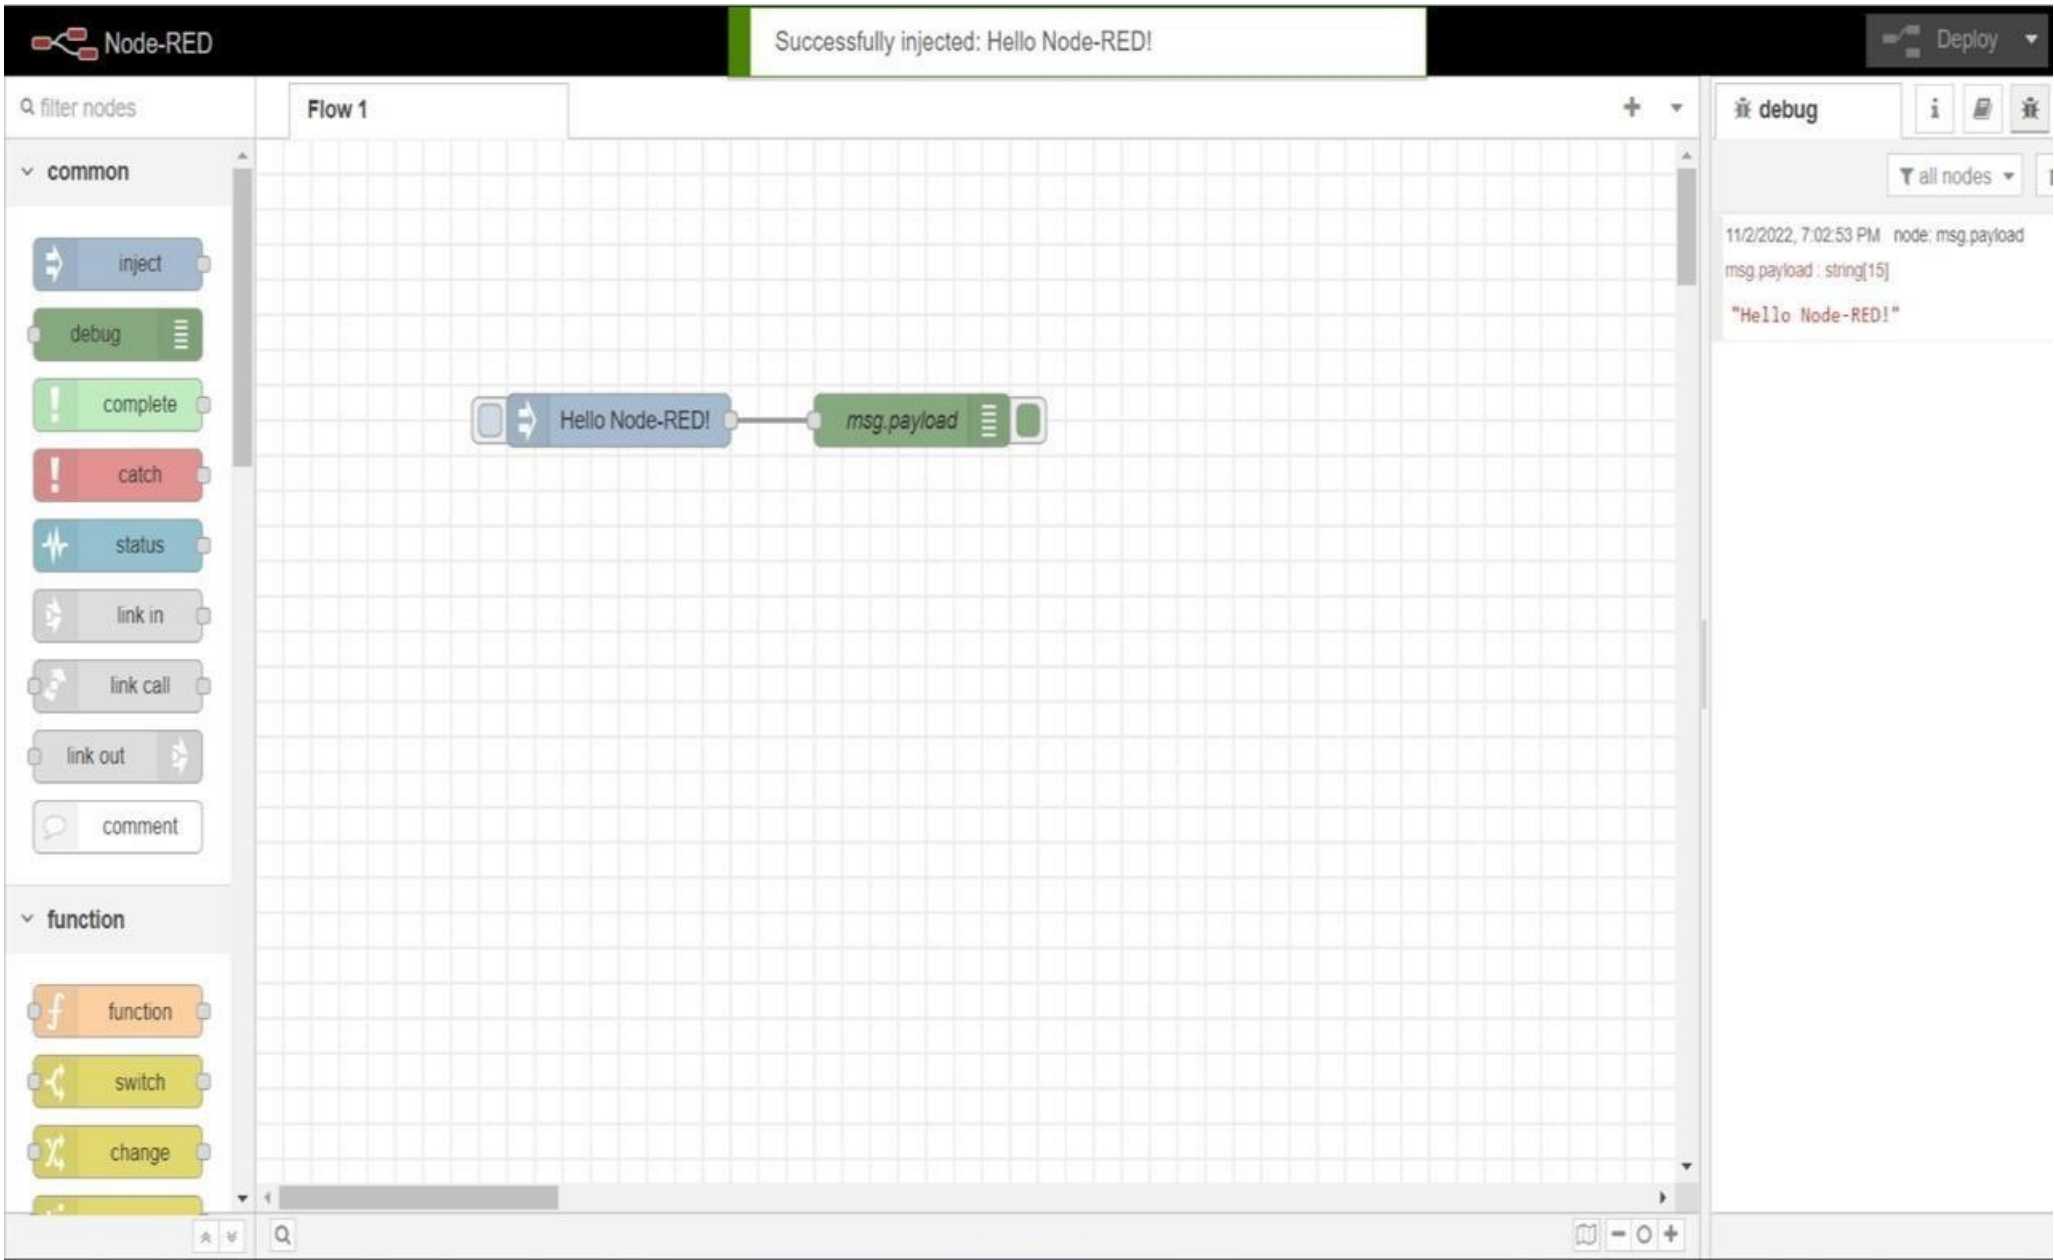 Node-RED
Successfully injected: Hello Node-RED!
Deploy
filter nodes
Flow 1
debug
i
all nodes
common
inject
debug
complete
catch
status
link in
link call
link out
comment
function
function
switch
change
Hello Node-RED!
msg.payload
11/2/2022, 7:02:53 PM node: msg.payload
msg.payload : string[15]
"Hello Node-RED!"